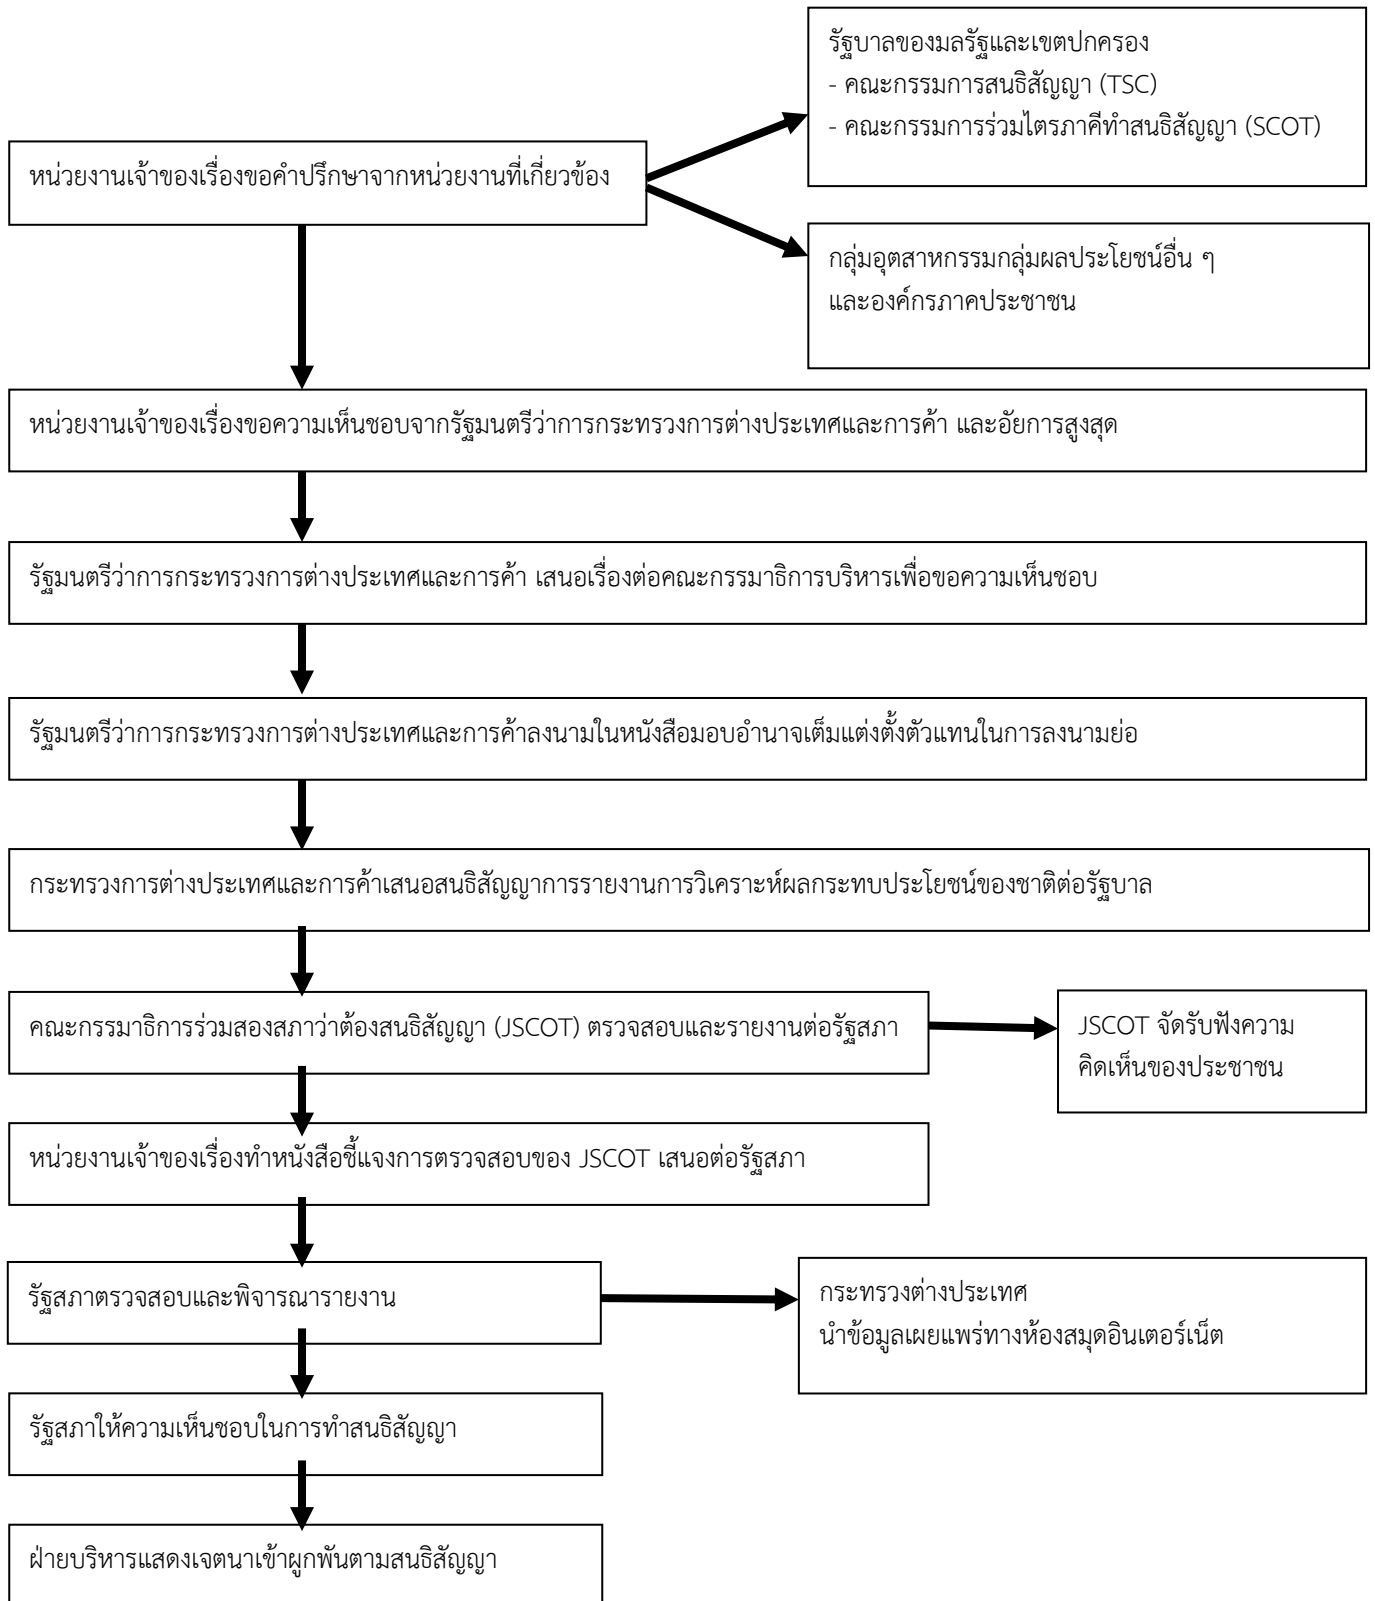 รัฐบาลของมลรัฐและเขตปกครอง
- คณะกรรมการสนธิสัญญา (TSC)
- คณะกรรมการร่วมไตรภาคีทำสนธิสัญญา (SCOT)
หน่วยงานเจ้าของเรื่องขอคำปรึกษาจากหน่วยงานที่เกี่ยวข้อง
กลุ่มอุตสาหกรรมกลุ่มผลประโยชน์อื่น ๆ
และองค์กรภาคประชาชน
หน่วยงานเจ้าของเรื่องขอความเห็นชอบจากรัฐมนตรีว่าการกระทรวงการต่างประเทศและการค้า และอัยการสูงสุด
รัฐมนตรีว่าการกระทรวงการต่างประเทศและการค้า เสนอเรื่องต่อคณะกรรมาธิการบริหารเพื่อขอความเห็นชอบ
รัฐมนตรีว่าการกระทรวงการต่างประเทศและการค้าลงนามในหนังสือมอบอำนาจเต็มแต่งตั้งตัวแทนในการลงนามย่อ
กระทรวงการต่างประเทศและการค้าเสนอสนธิสัญญาการรายงานการวิเคราะห์ผลกระทบประโยชน์ของชาติต่อรัฐบาล
คณะกรรมาธิการร่วมสองสภาว่าต้องสนธิสัญญา (JSCOT) ตรวจสอบและรายงานต่อรัฐสภา
JSCOT จัดรับฟังความ
คิดเห็นของประชาชน
หน่วยงานเจ้าของเรื่องทำหนังสือชี้แจงการตรวจสอบของ JSCOT เสนอต่อรัฐสภา
รัฐสภาตรวจสอบและพิจารณารายงาน
กระทรวงต่างประเทศ
นำข้อมูลเผยแพร่ทางห้องสมุดอินเตอร์เน็ต
รัฐสภาให้ความเห็นชอบในการทำสนธิสัญญา
ฝ่ายบริหารแสดงเจตนาเข้าผูกพันตามสนธิสัญญา